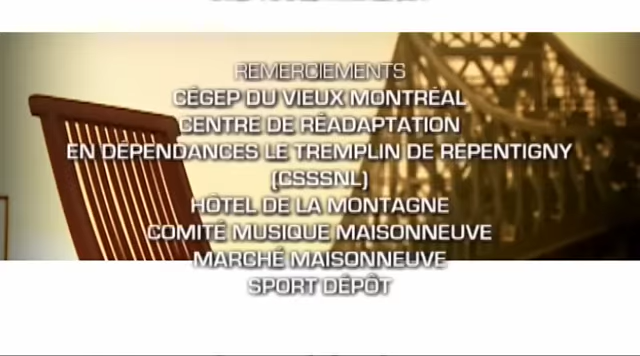 REMERCIEMENTS
CÉGEP DU VIEUX MONTRÉAL
CENTRE DE RÉADAPTATION
EN DÉPENDANCES LE TREMPLIN DE REPENTIGNY
(CSSSNL)
HÔTEL DE LA MONTAGNE
COMITÉ MUSIQUE MAISONNEUVE
MARCHÉ MAISONNEUVE
SPORT DÉPÔT